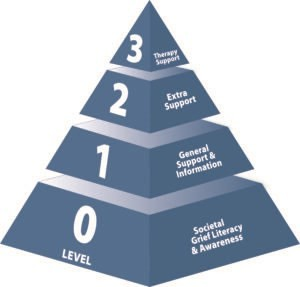 3
Therapy
Support
2
Extra
Support
1
General
Support &
Information
0
LEVEL
Societal
Grief Literacy
& Awareness